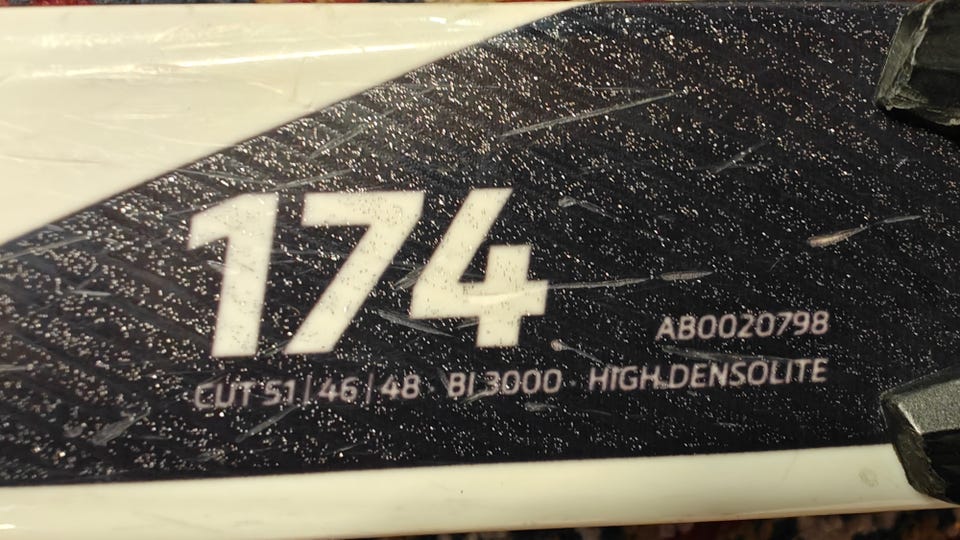 174
AB0020798
CUT 51|46|48 · BI 3000 · HIGH DENSOLITE